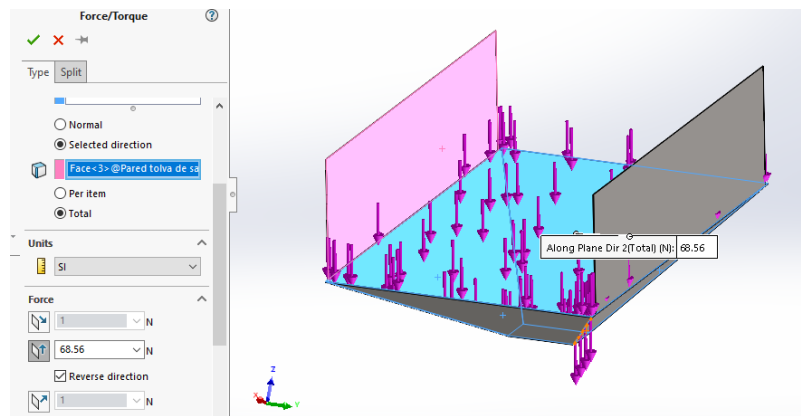 Force/Torque
Type
Split
Normal
Selected direction
Face<3>@Pared tolva de sa
Per item
Total
Units
SI
Force
1
N
68.56
N
Reverse direction
1
N
Along Plane Dir 2(Total) (N): 68.56
Z
X
Y